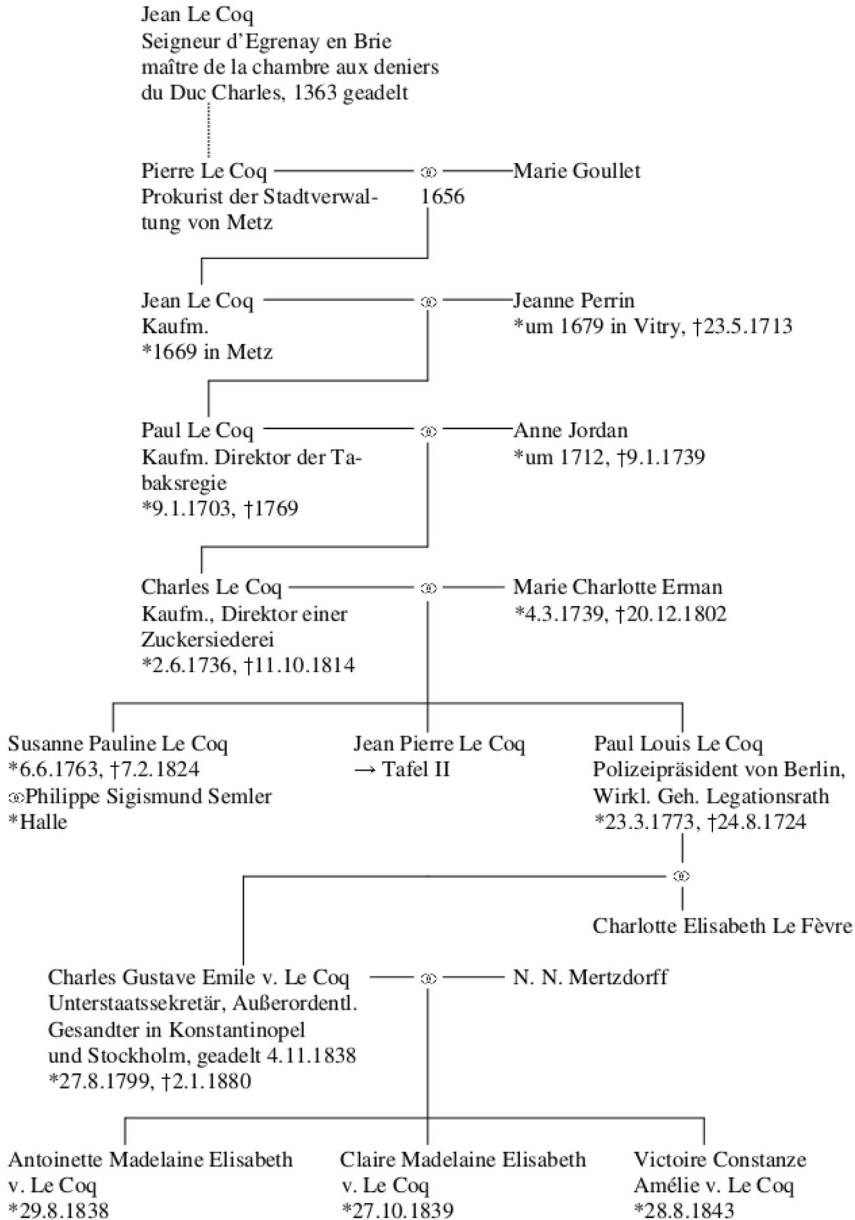 Jean Le Coq
Seigneur d'Egrenay en Brie
maître de la chambre aux deniers
du Duc Charles, 1363 geadelt
Pierre Le Coq ⚭ Marie Goullet
Prokurist der Stadtverwal- 1656
tung von Metz
Jean Le Coq ⚭ Jeanne Perrin
Kaufm. *um 1679 in Vitry, †23.5.1713
*1669 in Metz
Paul Le Coq ⚭ Anne Jordan
Kaufm. Direktor der Ta- *um 1712, †9.1.1739
baksregie
*9.1.1703, †1769
Charles Le Coq ⚭ Marie Charlotte Erman
Kaufm., Direktor einer *4.3.1739, †20.12.1802
Zuckersiederei
*2.6.1736, †11.10.1814
Susanne Pauline Le Coq
*6.6.1763, †7.2.1824
⚭Philippe Sigismund Semler
*Halle
Jean Pierre Le Coq
→ Tafel II
Paul Louis Le Coq
Polizeipräsident von Berlin,
Wirkl. Geh. Legationsrath
*23.3.1773, †24.8.1724
⚭
Charlotte Elisabeth Le Fèvre
Charles Gustave Emile v. Le Coq ⚭ N. N. Mertzdorff
Unterstaatssekretär, Außerordentl.
Gesandter in Konstantinopel
und Stockholm, geadelt 4.11.1838
*27.8.1799, †2.1.1880
Antoinette Madelaine Elisabeth
v. Le Coq
*29.8.1838
Claire Madelaine Elisabeth
v. Le Coq
*27.10.1839
Victoire Constanze
Amélie v. Le Coq
*28.8.1843